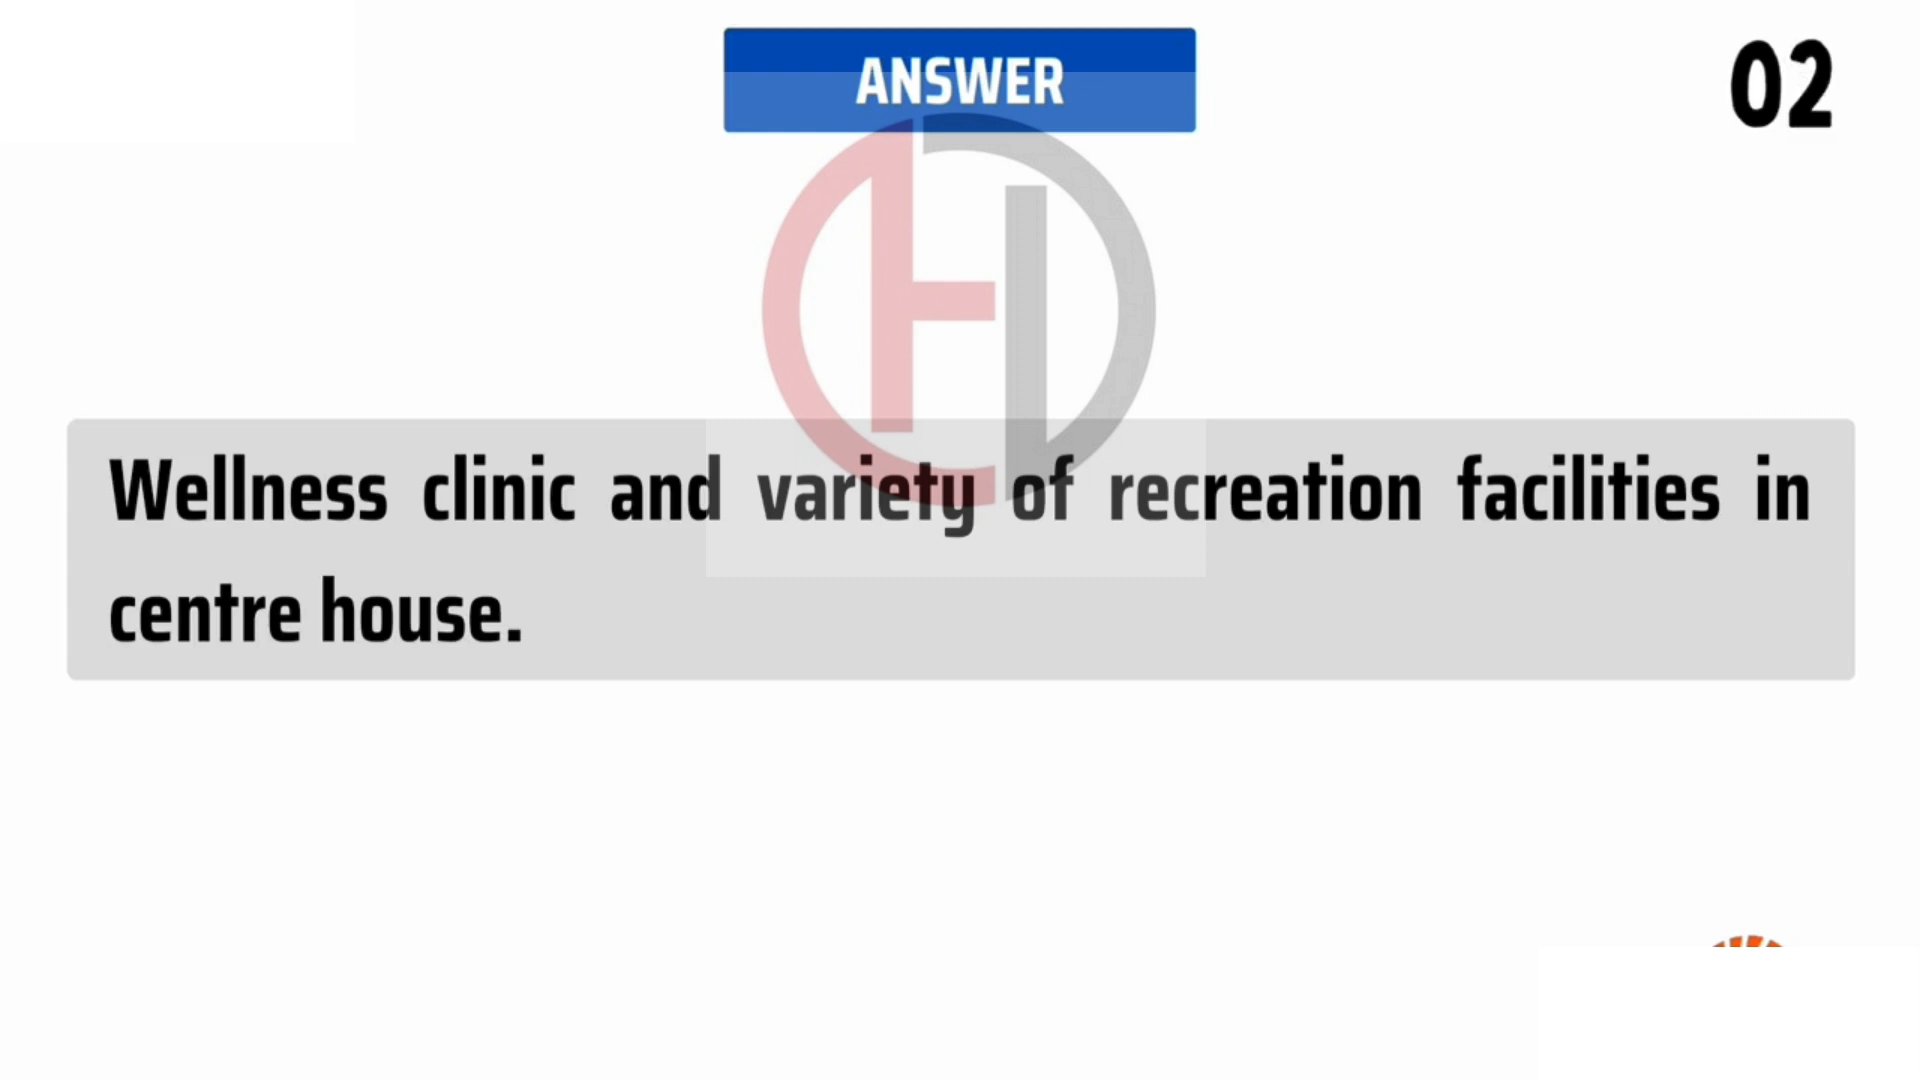 ANSWER
02
Wellness clinic and variety of recreation facilities in
centre house.